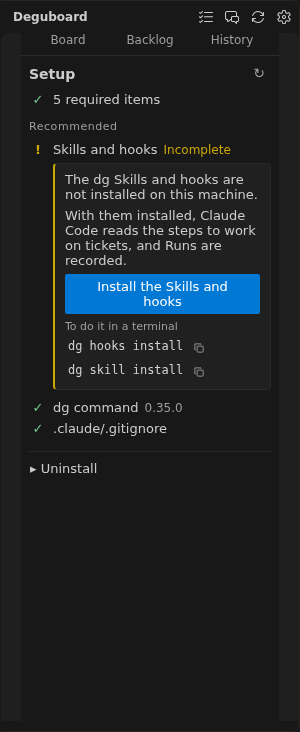 Deguboard
Board Backlog History
Setup ↻
✓ 5 required items
Recommended
! Skills and hooks Incomplete
The dg Skills and hooks are
not installed on this machine.
With them installed, Claude
Code reads the steps to work
on tickets, and Runs are
recorded.
Install the Skills and
hooks
To do it in a terminal
dg hooks install
dg skill install
✓ dg command 0.35.0
✓ .claude/.gitignore
▸ Uninstall